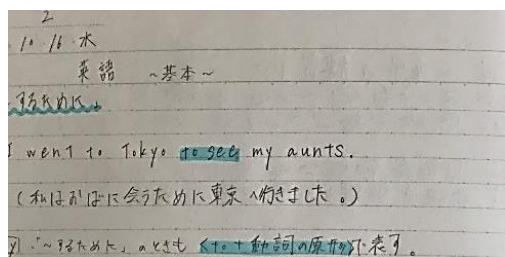 2
10.16.水
英語 ~基本~
するために」
I went to Tokyo to see my aunts.
(私はおばに会うために東京へ行きました。)
「~するために」のときも<to+動詞の原形>で表す。